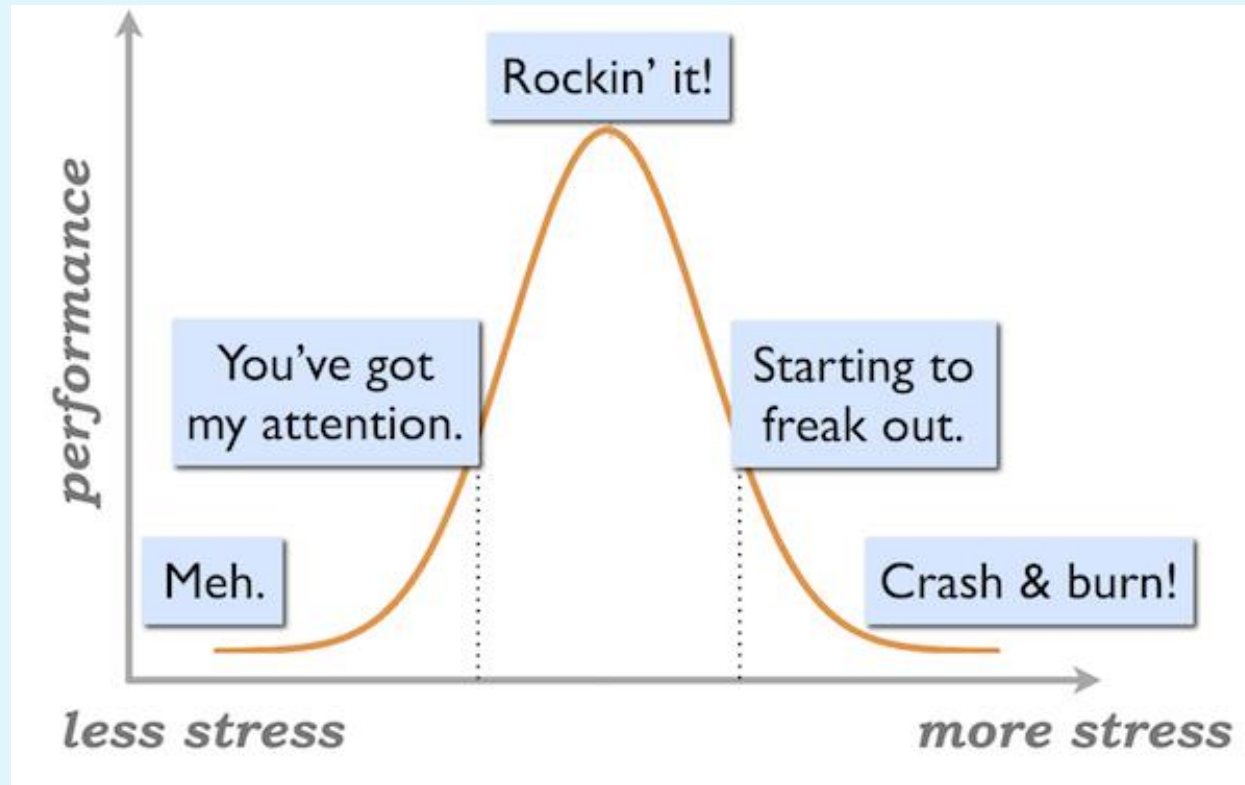 Rockin' it!
performance
You've got
my attention.
Starting to
freak out.
Meh.
Crash & burn!
less stress
more stress